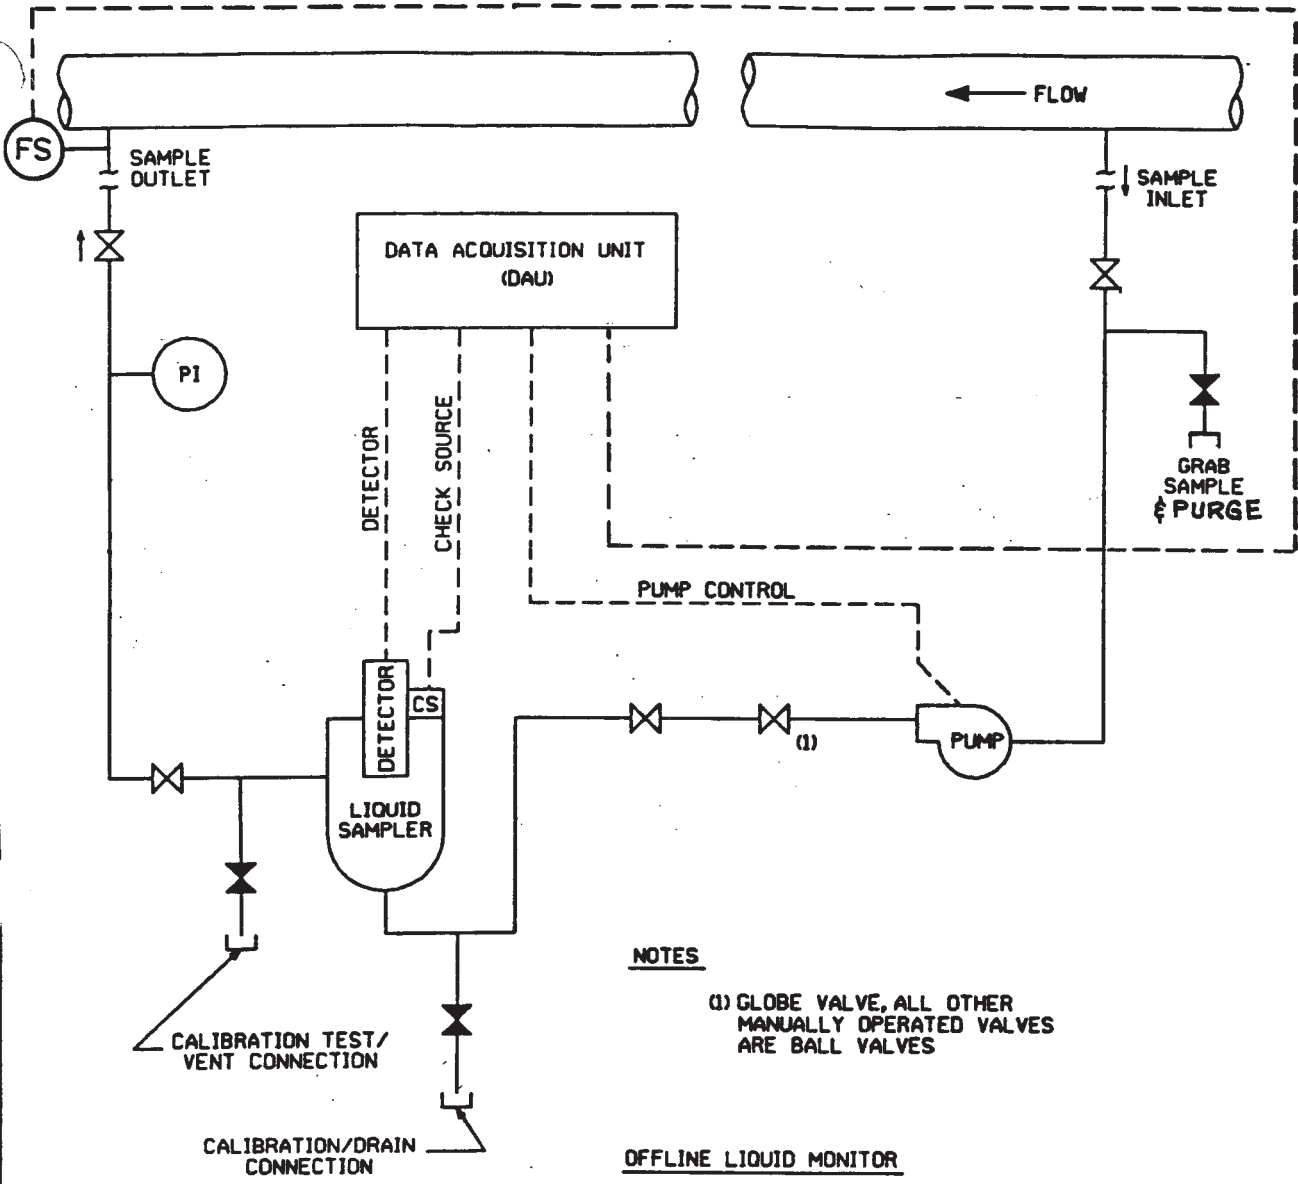 FLOW
FS
SAMPLE
OUTLET
SAMPLE
INLET
DATA ACQUISITION UNIT
(DAU)
PI
DETECTOR
CHECK SOURCE
GRAB
SAMPLE
& PURGE
PUMP CONTROL
DETECTOR
CS
PUMP
(1)
LIQUID
SAMPLER
NOTES
(1) GLOBE VALVE, ALL OTHER
MANUALLY OPERATED VALVES
ARE BALL VALVES
CALIBRATION TEST/
VENT CONNECTION
CALIBRATION/DRAIN
CONNECTION
OFFLINE LIQUID MONITOR